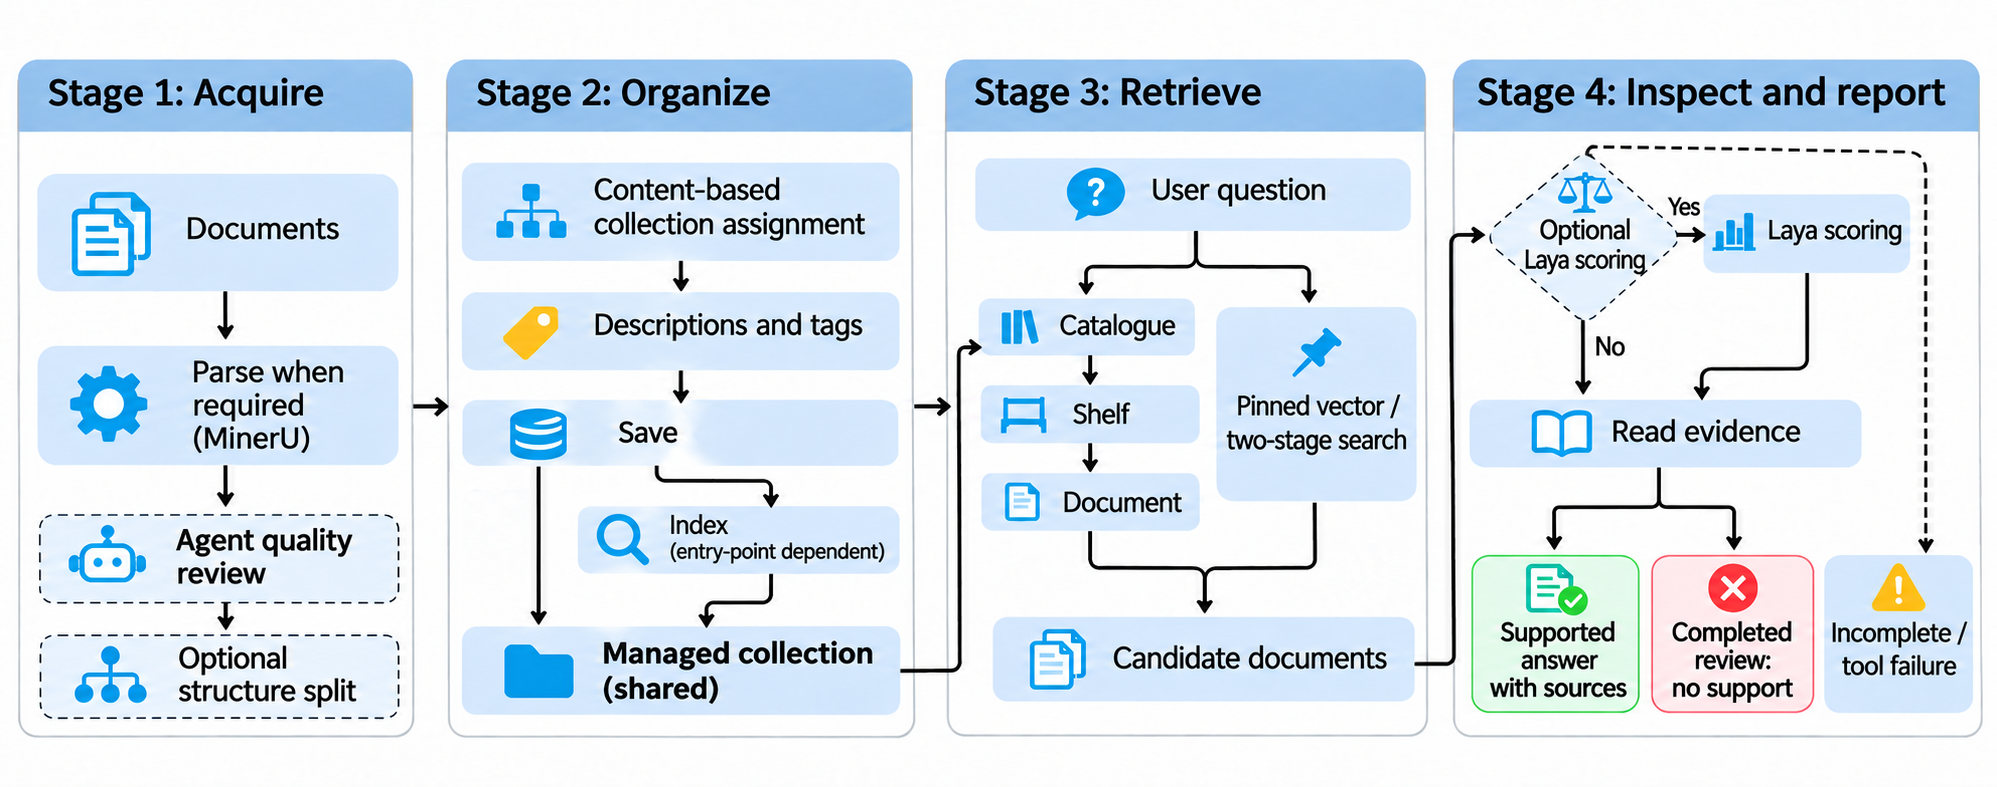 Stage 1: Acquire
Documents
Parse when
required
(MinerU)
Agent quality
review
Optional
structure split
Stage 2: Organize
Content-based
collection assignment
Descriptions and tags
Save
Index
(entry-point dependent)
Managed collection
(shared)
Stage 3: Retrieve
User question
Catalogue
Shelf
Document
Pinned vector /
two-stage search
Candidate documents
Stage 4: Inspect and report
Optional
Laya scoring
Yes
Laya scoring
No
Read evidence
Supported
answer
with sources
Completed
review:
no support
Incomplete /
tool failure